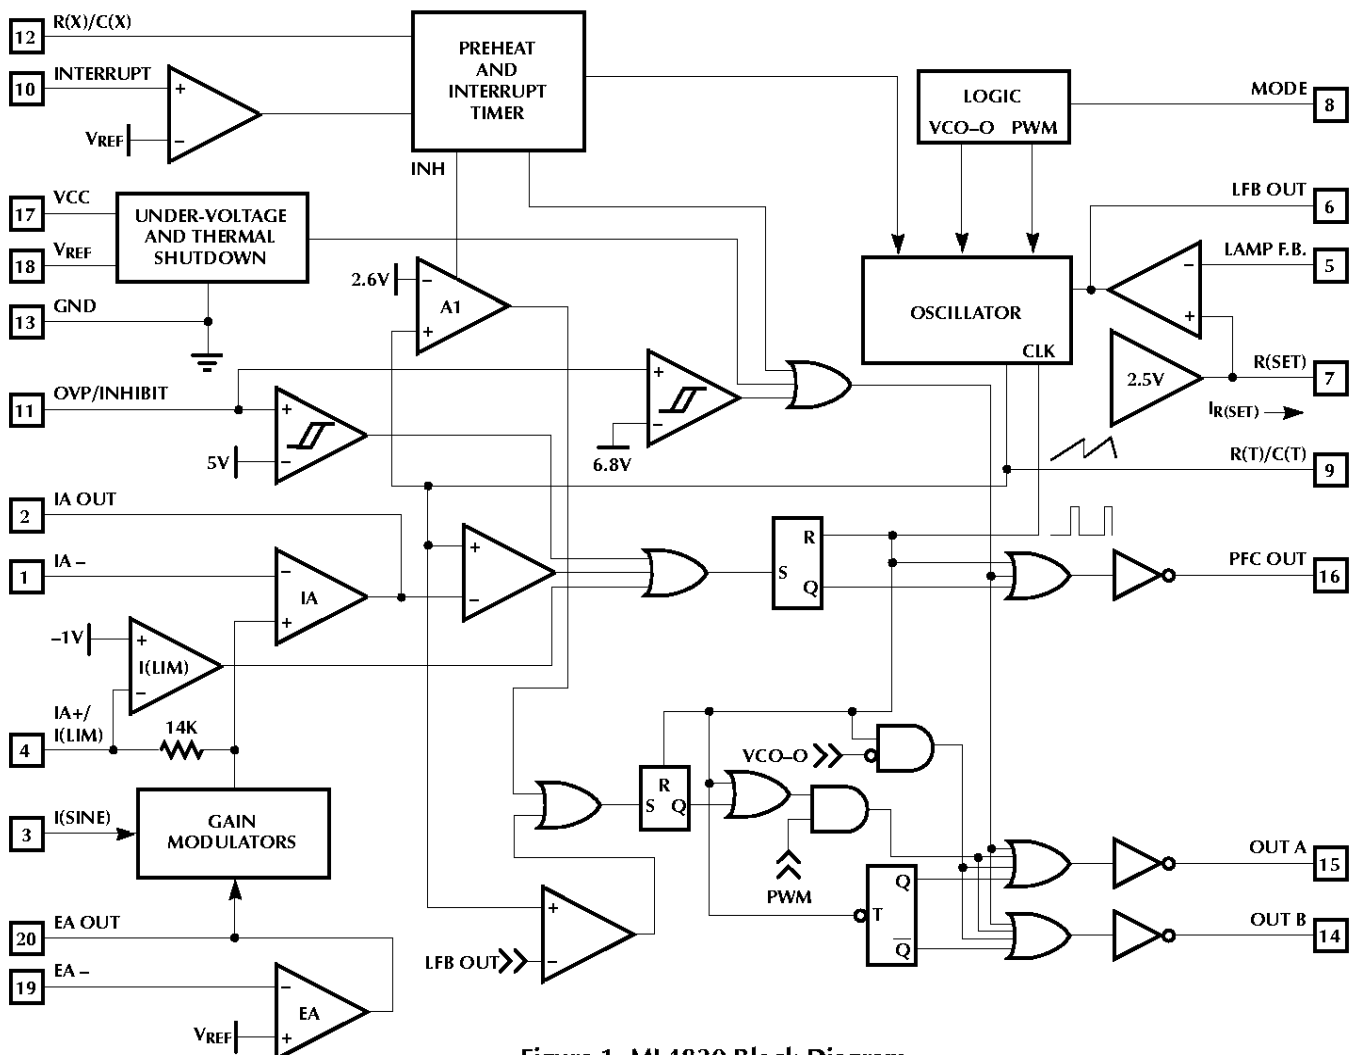 12 R(X)/C(X)
10 INTERRUPT
+
VREF
−
PREHEAT
AND
INTERRUPT
TIMER
INH
LOGIC
VCO–O PWM
MODE
8
17 VCC
18 VREF
UNDER-VOLTAGE
AND THERMAL
SHUTDOWN
13 GND
LFB OUT
6
LAMP F.B.
5
−
+
2.6V
−
A1
+
OSCILLATOR
CLK
2.5V
R(SET)
7
IR(SET)
11 OVP/INHIBIT
+
5V
−
+
−
6.8V
R(T)/C(T)
9
2 IA OUT
1 IA –
−
IA
+
+
−
R
S
Q
PFC OUT
16
–1V
+
I(LIM)
−
4 IA+/
I(LIM)
14K
VCO–O
R
S Q
PWM
3 I(SINE)
GAIN
MODULATORS
Q
T
Q
OUT A
15
OUT B
14
20 EA OUT
19 EA –
−
EA
+
VREF
+
LFB OUT
−